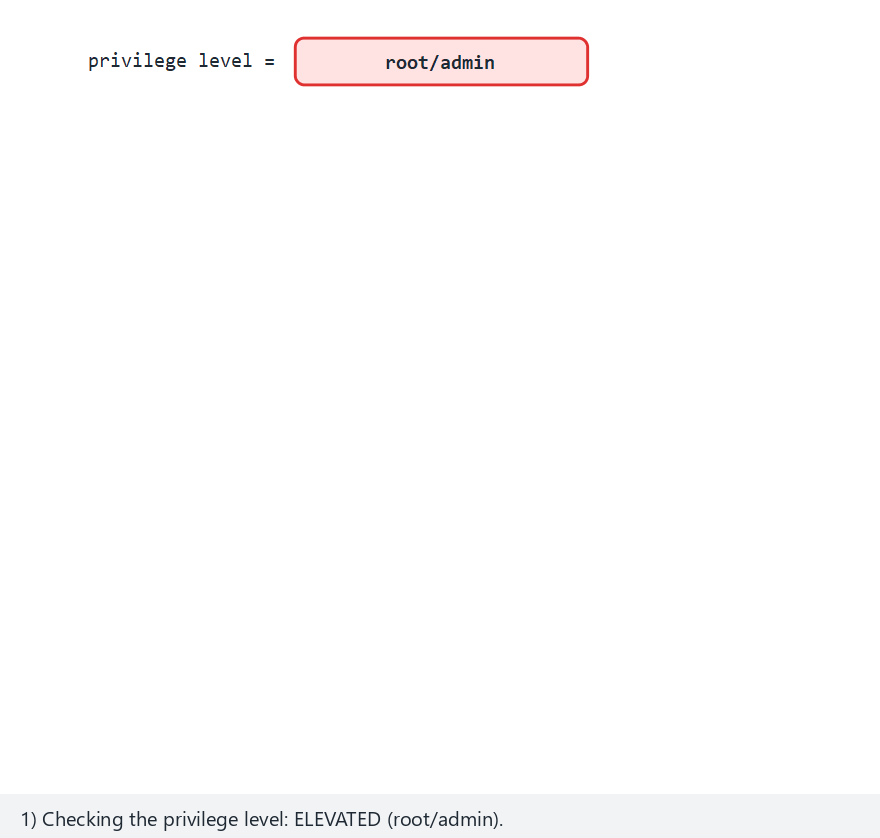 privilege level = root/admin
1) Checking the privilege level: ELEVATED (root/admin).